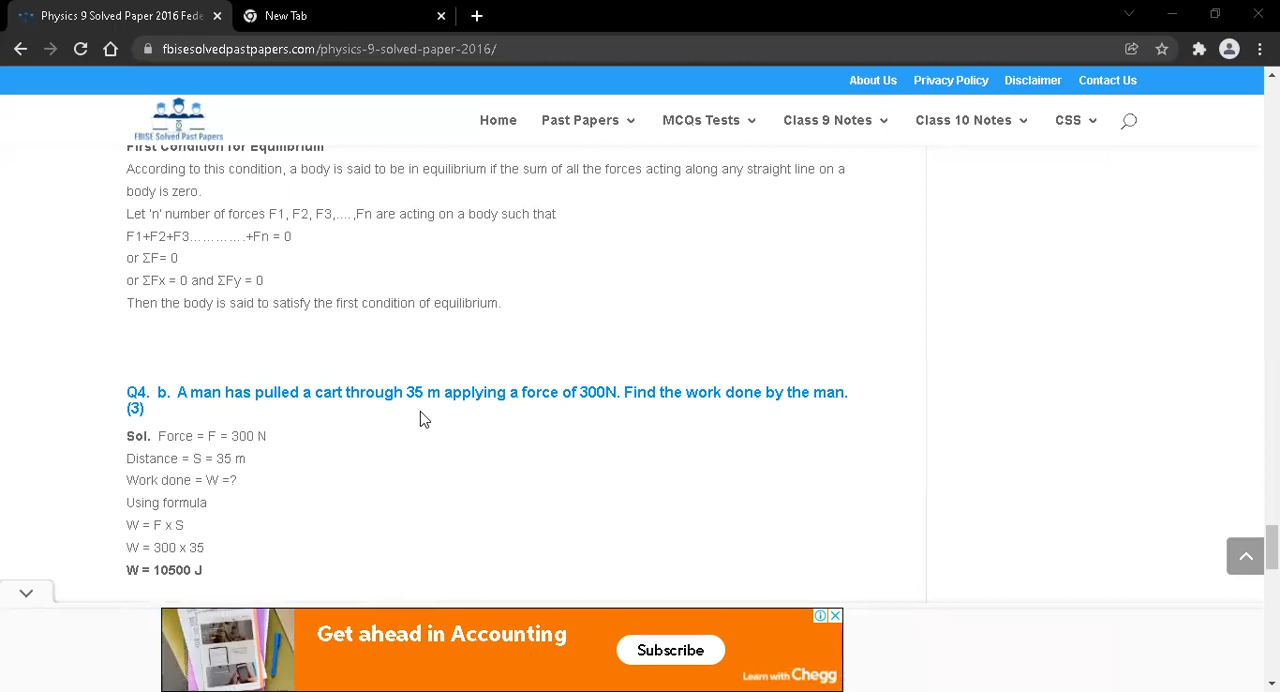 Physics 9 Solved Paper 2016 Fede
New Tab
fbisesolvedpastpapers.com/physics-9-solved-paper-2016/
About Us Privacy Policy Disclaimer Contact Us
FBISE Solved Past Papers
Home Past Papers MCQs Tests Class 9 Notes Class 10 Notes CSS
First Condition for Equilibrium
According to this condition, a body is said to be in equilibrium if the sum of all the forces acting along any straight line on a
body is zero.
Let 'n' number of forces F1, F2, F3,….,Fn are acting on a body such that
F1+F2+F3………….+Fn = 0
or ΣF= 0
or ΣFx = 0 and ΣFy = 0
Then the body is said to satisfy the first condition of equilibrium.
Q4. b. A man has pulled a cart through 35 m applying a force of 300N. Find the work done by the man.
(3)
Sol. Force = F = 300 N
Distance = S = 35 m
Work done = W =?
Using formula
W = F x S
W = 300 x 35
W = 10500 J
Get ahead in Accounting
Subscribe
Learn with Chegg